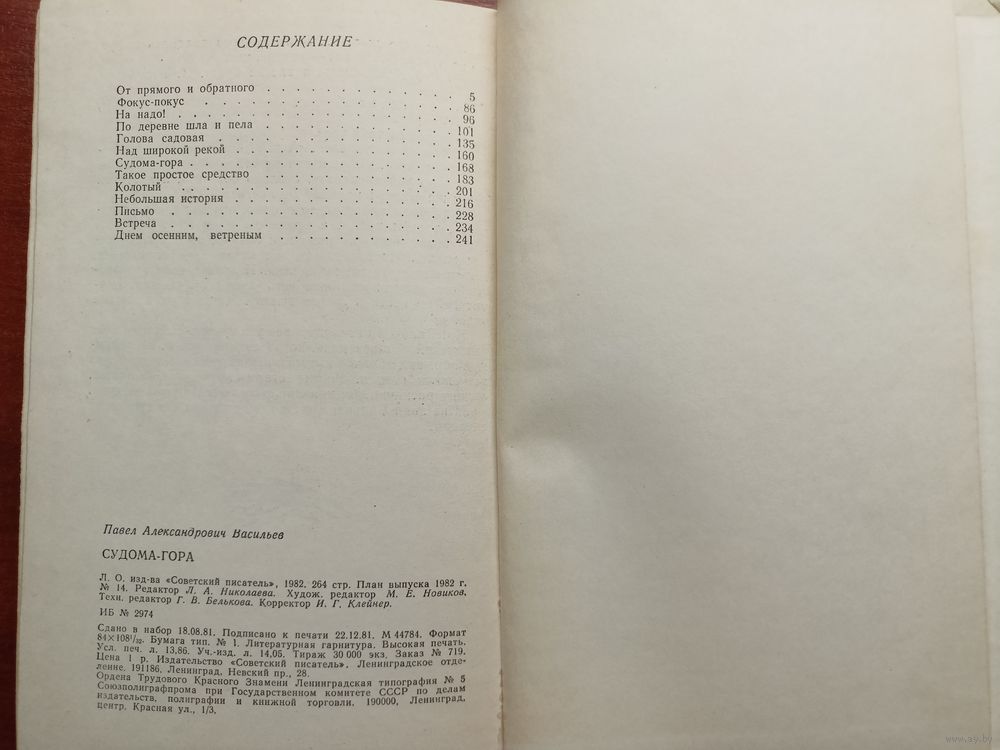 СОДЕРЖАНИЕ
От прямого и обратного . . . . . . . . . . . . . 5
Фокус-покус . . . . . . . . . . . . . . . . . 86
На надо! . . . . . . . . . . . . . . . . . . 96
По деревне шла и пела . . . . . . . . . . . . . 101
Голова садовая . . . . . . . . . . . . . . . . 135
Над широкой рекой . . . . . . . . . . . . . . . 160
Судома-гора . . . . . . . . . . . . . . . . . 168
Такое простое средство . . . . . . . . . . . . . 183
Колотый . . . . . . . . . . . . . . . . . . 201
Небольшая история . . . . . . . . . . . . . . . 216
Письмо . . . . . . . . . . . . . . . . . . . 228
Встреча . . . . . . . . . . . . . . . . . . . 234
Днем осенним, ветреным . . . . . . . . . . . . 241
Павел Александрович Васильев
СУДОМА-ГОРА
Л. О. изд-ва «Советский писатель», 1982. 264 стр. План выпуска 1982 г.
№ 14. Редактор Л. А. Николаева. Худож. редактор М. Е. Новиков.
Техн. редактор Г. В. Белькова. Корректор И. Г. Клейнер.
ИБ № 2974
Сдано в набор 18.08.81. Подписано к печати 22.12.81. М 44784. Формат
84×108¹/₃₂. Бумага тип. № 1. Литературная гарнитура. Высокая печать.
Усл. печ. л. 13,86. Уч.-изд. л. 14,05. Тираж 30 000 экз. Заказ № 719.
Цена 1 р. Издательство «Советский писатель». Ленинградское отде-
ление. 191186. Ленинград. Невский пр., 28.
Ордена Трудового Красного Знамени Ленинградская типография № 5
Союзполиграфпрома при Государственном комитете СССР по делам
издательств, полиграфии и книжной торговли. 190000, Ленинград,
центр, Красная ул., 1/3.
www.ay.by